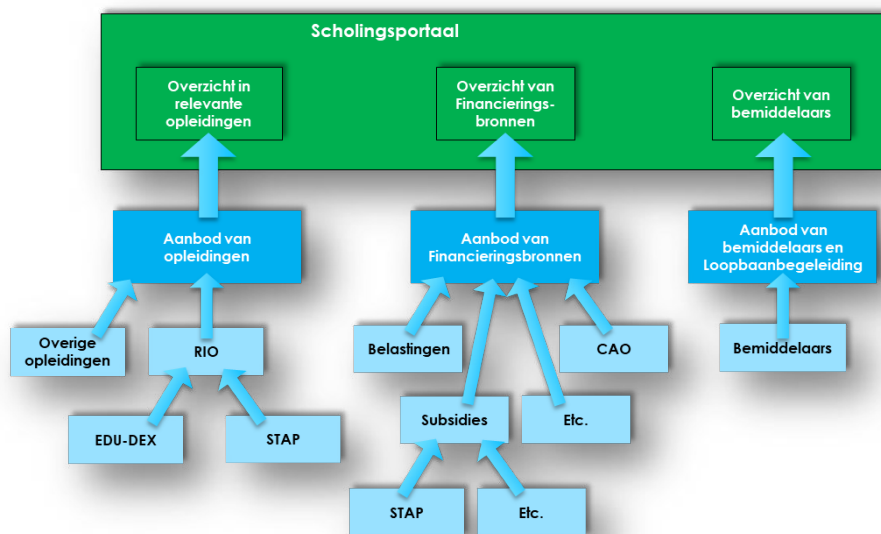 Scholingsportaal
Overzicht in
relevante
opleidingen
Overzicht van
Financierings-
bronnen
Overzicht van
bemiddelaars
Aanbod van
opleidingen
Aanbod van
Financieringsbronnen
Aanbod van
bemiddelaars en
Loopbaanbegeleiding
Overige
opleidingen
RIO
Belastingen
CAO
Bemiddelaars
EDU-DEX
STAP
Subsidies
Etc.
STAP
Etc.